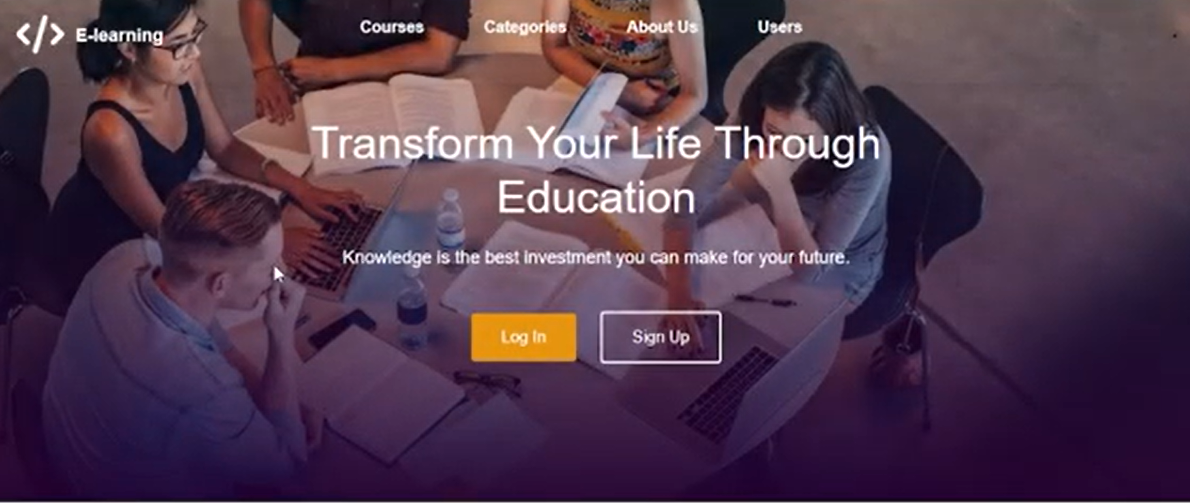 </> E-learning
Courses
Categories
About Us
Users
Transform Your Life Through
Education
Knowledge is the best investment you can make for your future.
Log In
Sign Up